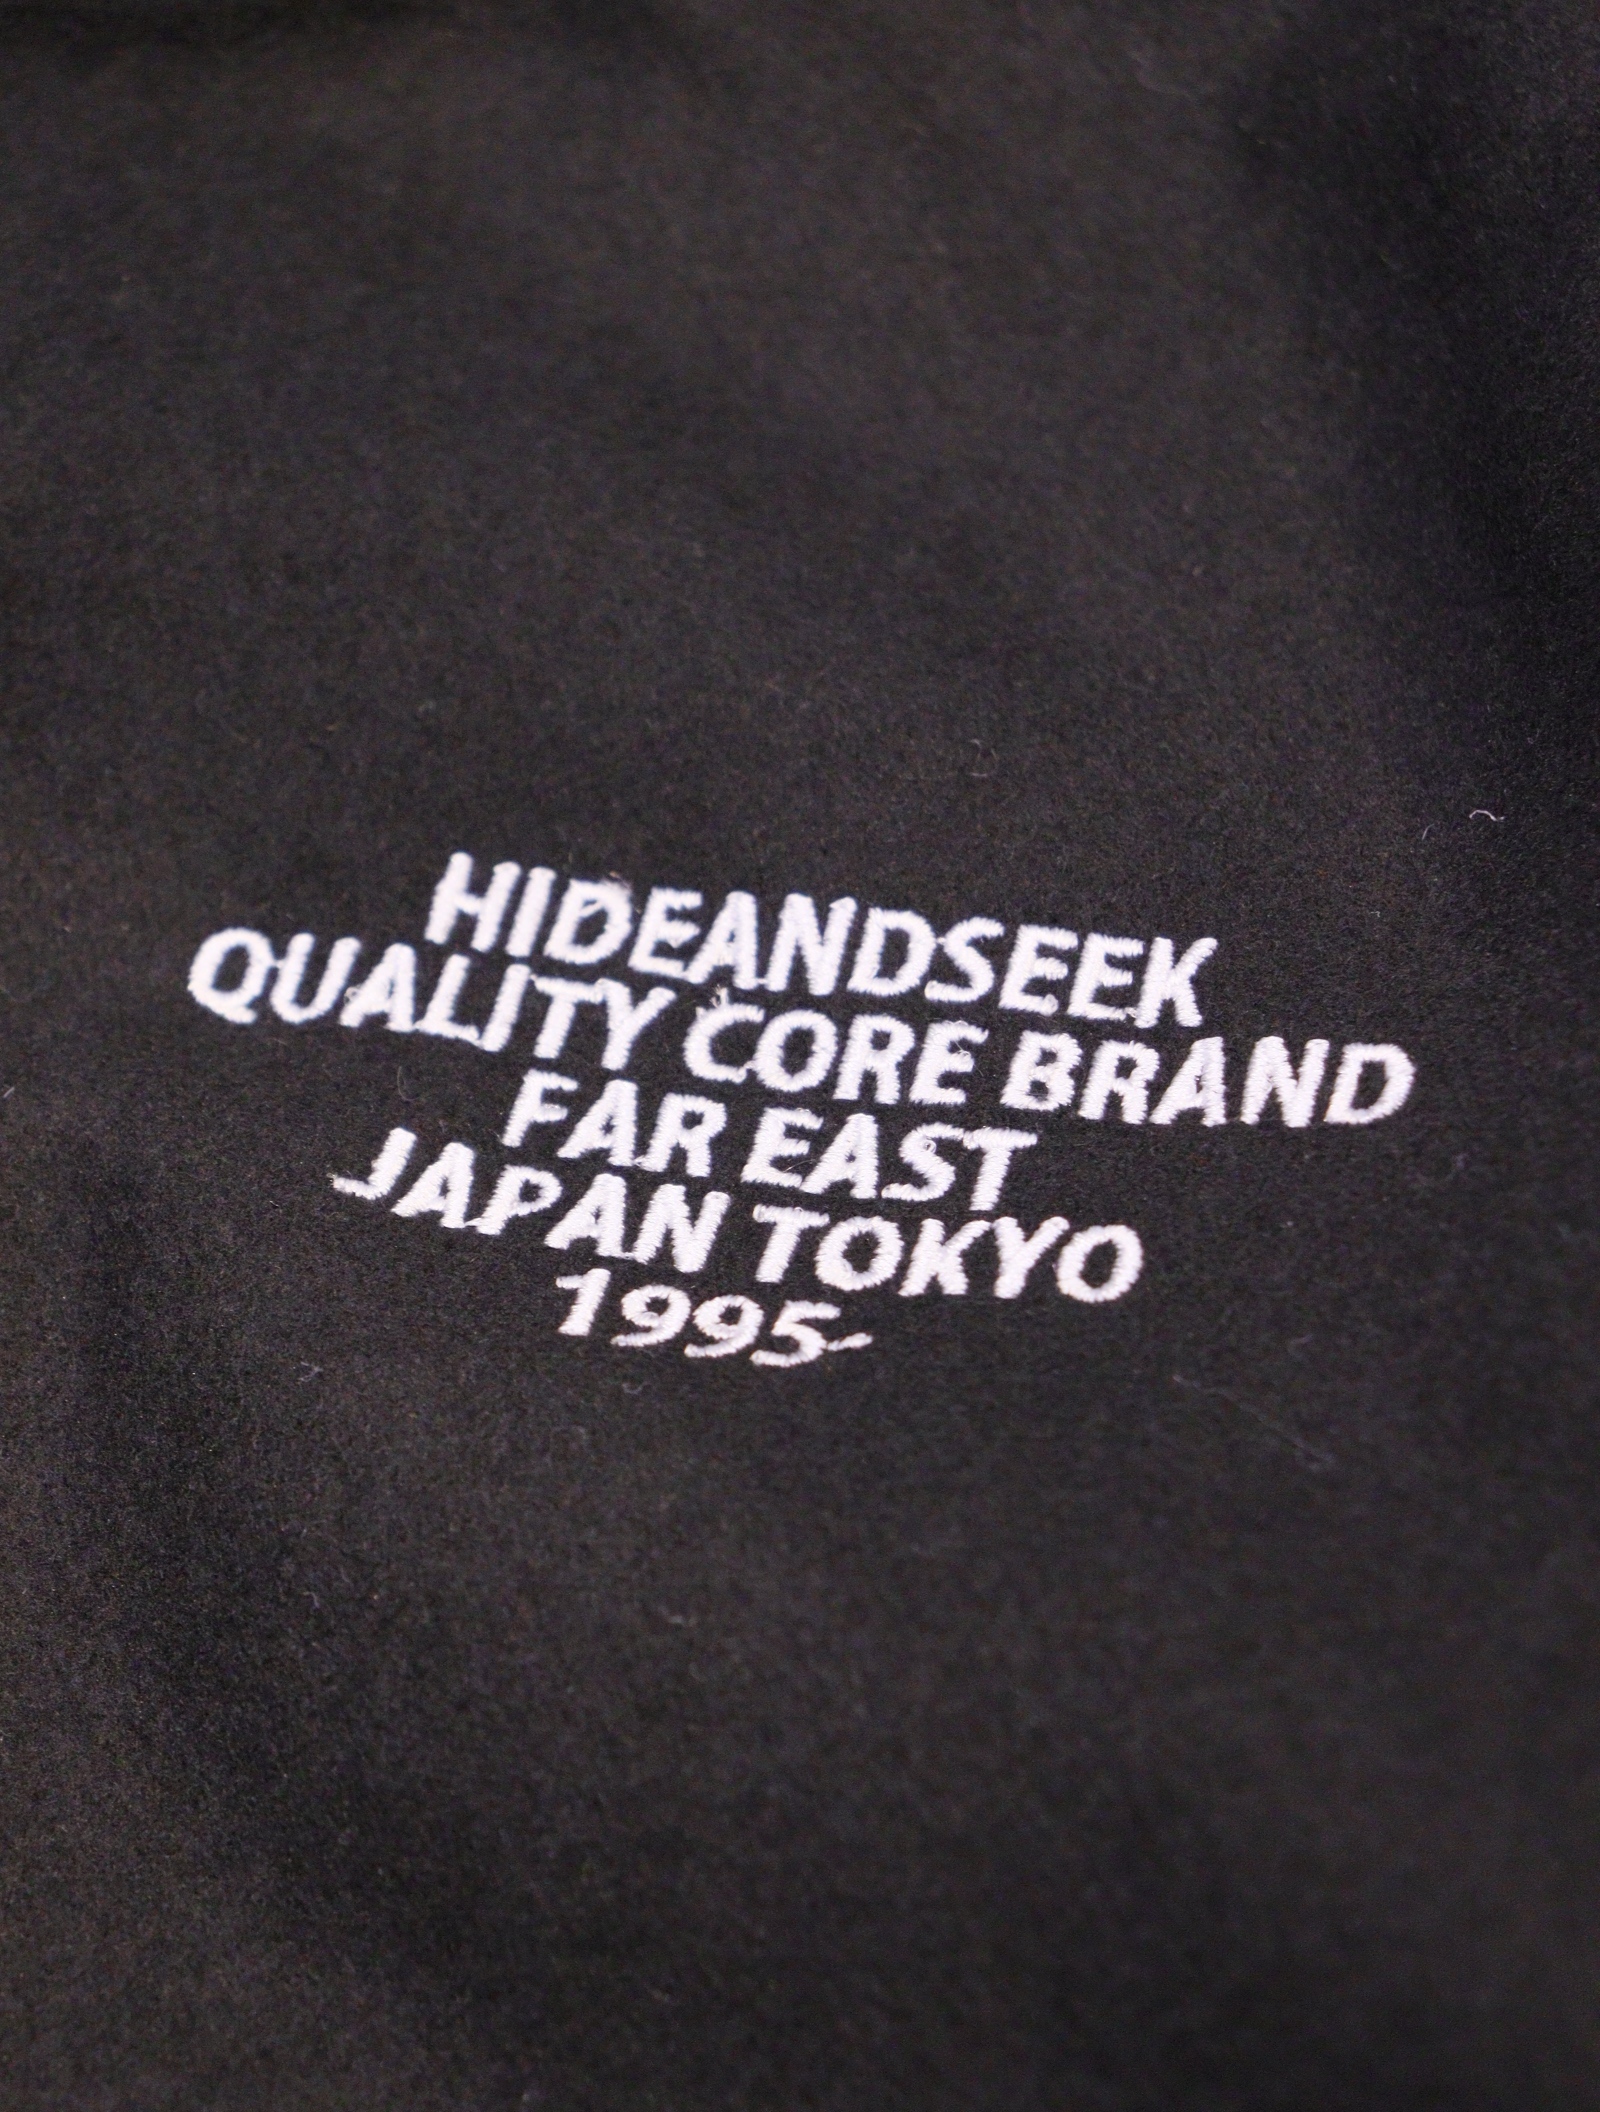 HIDEANDSEEK
QUALITY CORE BRAND
FAR EAST
JAPAN TOKYO
1995-